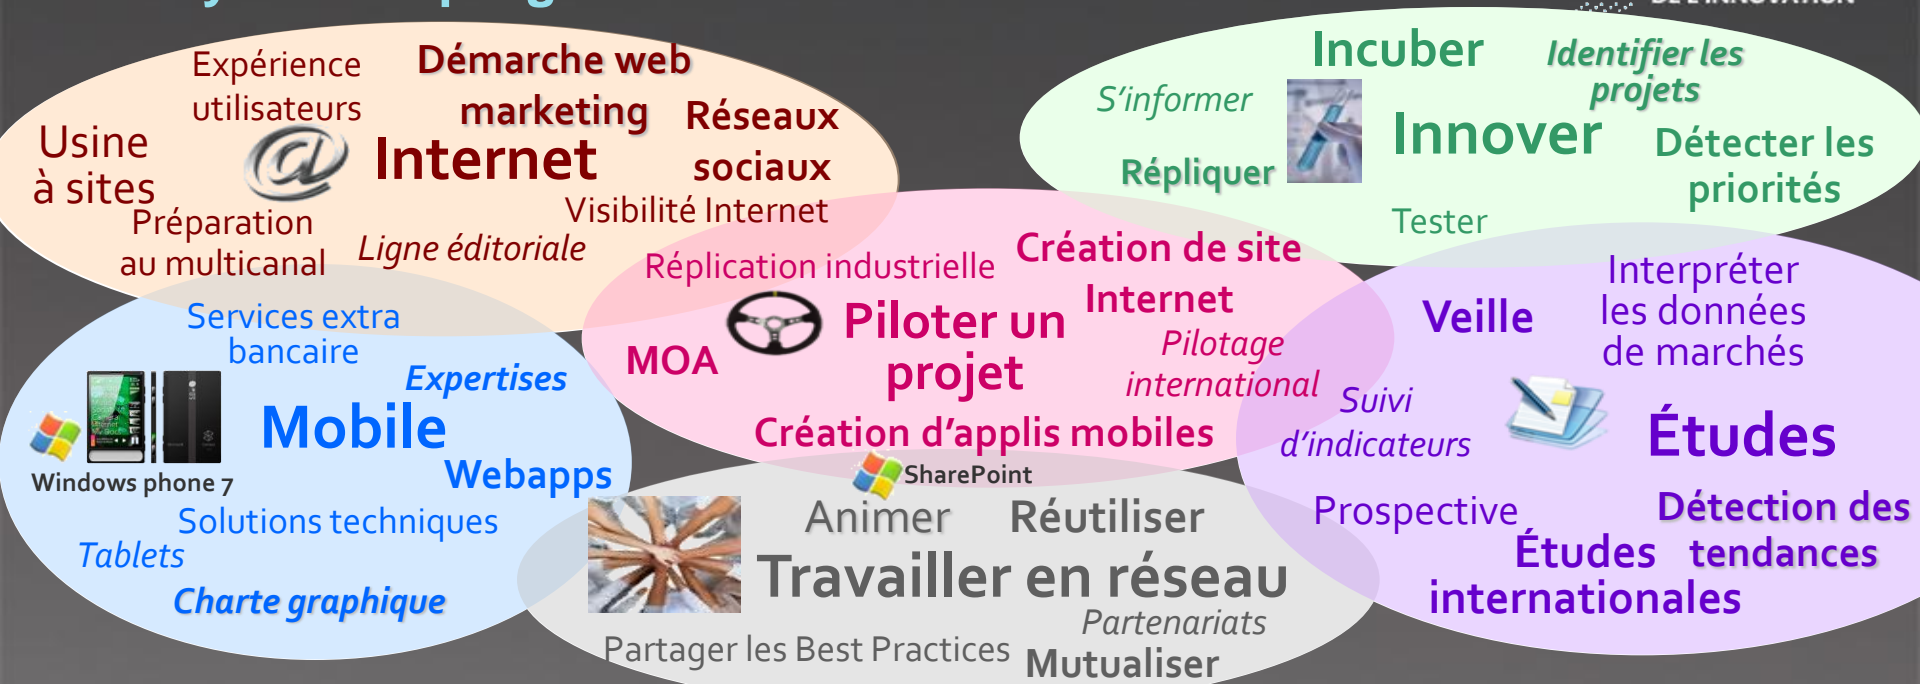 DE L'INNOVATION
Expérience
utilisateurs
Démarche web
marketing
Réseaux
sociaux
Usine
à sites
Internet
Visibilité Internet
Préparation
au multicanal
Ligne éditoriale
Incuber
Identifier les
projets
S'informer
Innover
Répliquer
Détecter les
priorités
Tester
Réplication industrielle
Création de site
Internet
Piloter un
projet
MOA
Pilotage
international
Création d'applis mobiles
Services extra
bancaire
Expertises
Mobile
Windows phone 7
Webapps
Solutions techniques
Tablets
Charte graphique
SharePoint
Animer
Réutiliser
Travailler en réseau
Partenariats
Partager les Best Practices
Mutualiser
Interpréter
les données
de marchés
Veille
Suivi
d'indicateurs
Études
Prospective
Détection des
tendances
Études
internationales